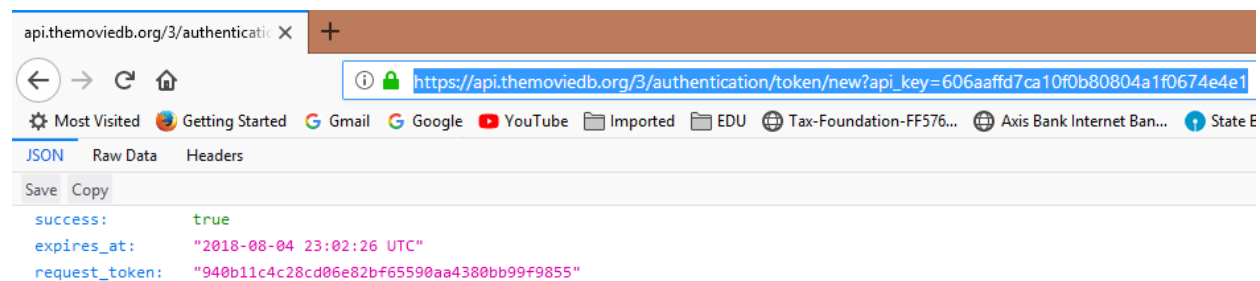 api.themoviedb.org/3/authenticatic
https://api.themoviedb.org/3/authentication/token/new?api_key=606aaffd7ca10f0b80804a1f0674e4e1
Most Visited Getting Started Gmail Google YouTube Imported EDU Tax-Foundation-FF576... Axis Bank Internet Ban... State E
JSON Raw Data Headers
Save Copy
success: true
expires_at: "2018-08-04 23:02:26 UTC"
request_token: "940b11c4c28cd06e82bf65590aa4380bb99f9855"